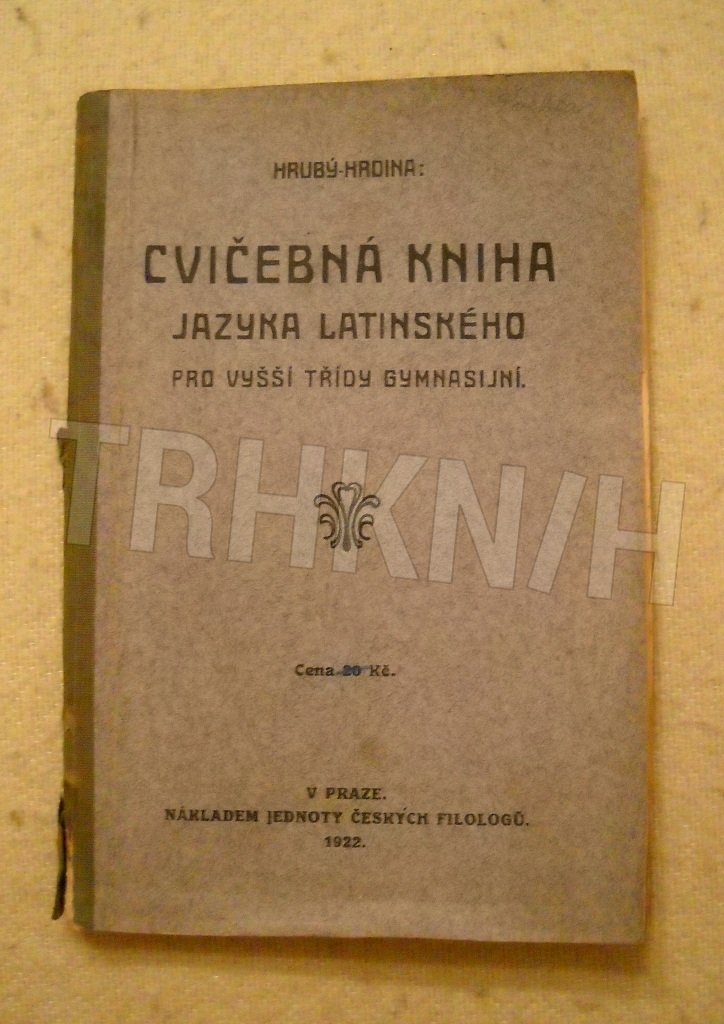 HRUBÝ-HRDINA:
CVIČEBNÁ KNIHA
JAZYKA LATINSKÉHO
PRO VYŠŠÍ TŘÍDY GYMNASIJNÍ.
TRHKN/H
Cena 20 Kč.
V PRAZE.
NÁKLADEM JEDNOTY ČESKÝCH FILOLOGŮ.
1922.